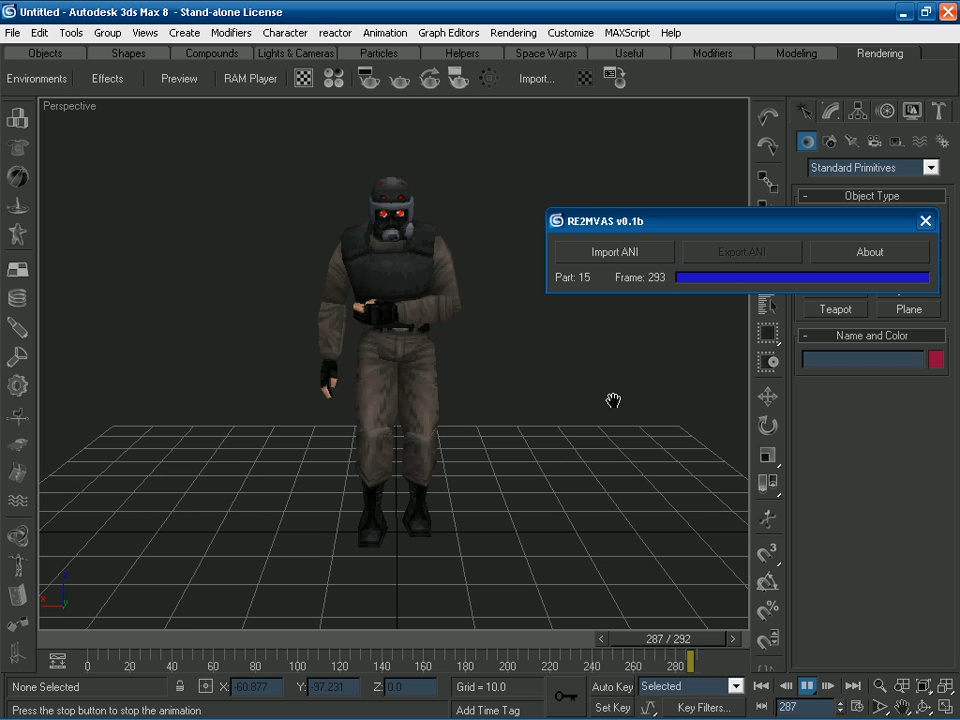 Untitled - Autodesk 3ds Max 8 - Stand-alone License
File Edit Tools Group Views Create Modifiers Character reactor Animation Graph Editors Rendering Customize MAXScript Help
Objects Shapes Compounds Lights & Cameras Particles Helpers Space Warps Useful Modifiers Modeling Rendering
Environments Effects Preview RAM Player Import...
Perspective
Standard Primitives
- Object Type
RE2MVAS v0.1b
Import ANI Export ANI About
Part: 15 Frame: 293
Teapot Plane
- Name and Color
< 287 / 292 >
0 20 40 60 80 100 120 140 160 180 200 220 240 260 280
None Selected X: -60.877 Y: -97.231 Z: 0.0 Grid = 10.0 Auto Key Selected
Press the stop button to stop the animation Add Time Tag Set Key Key Filters... 287